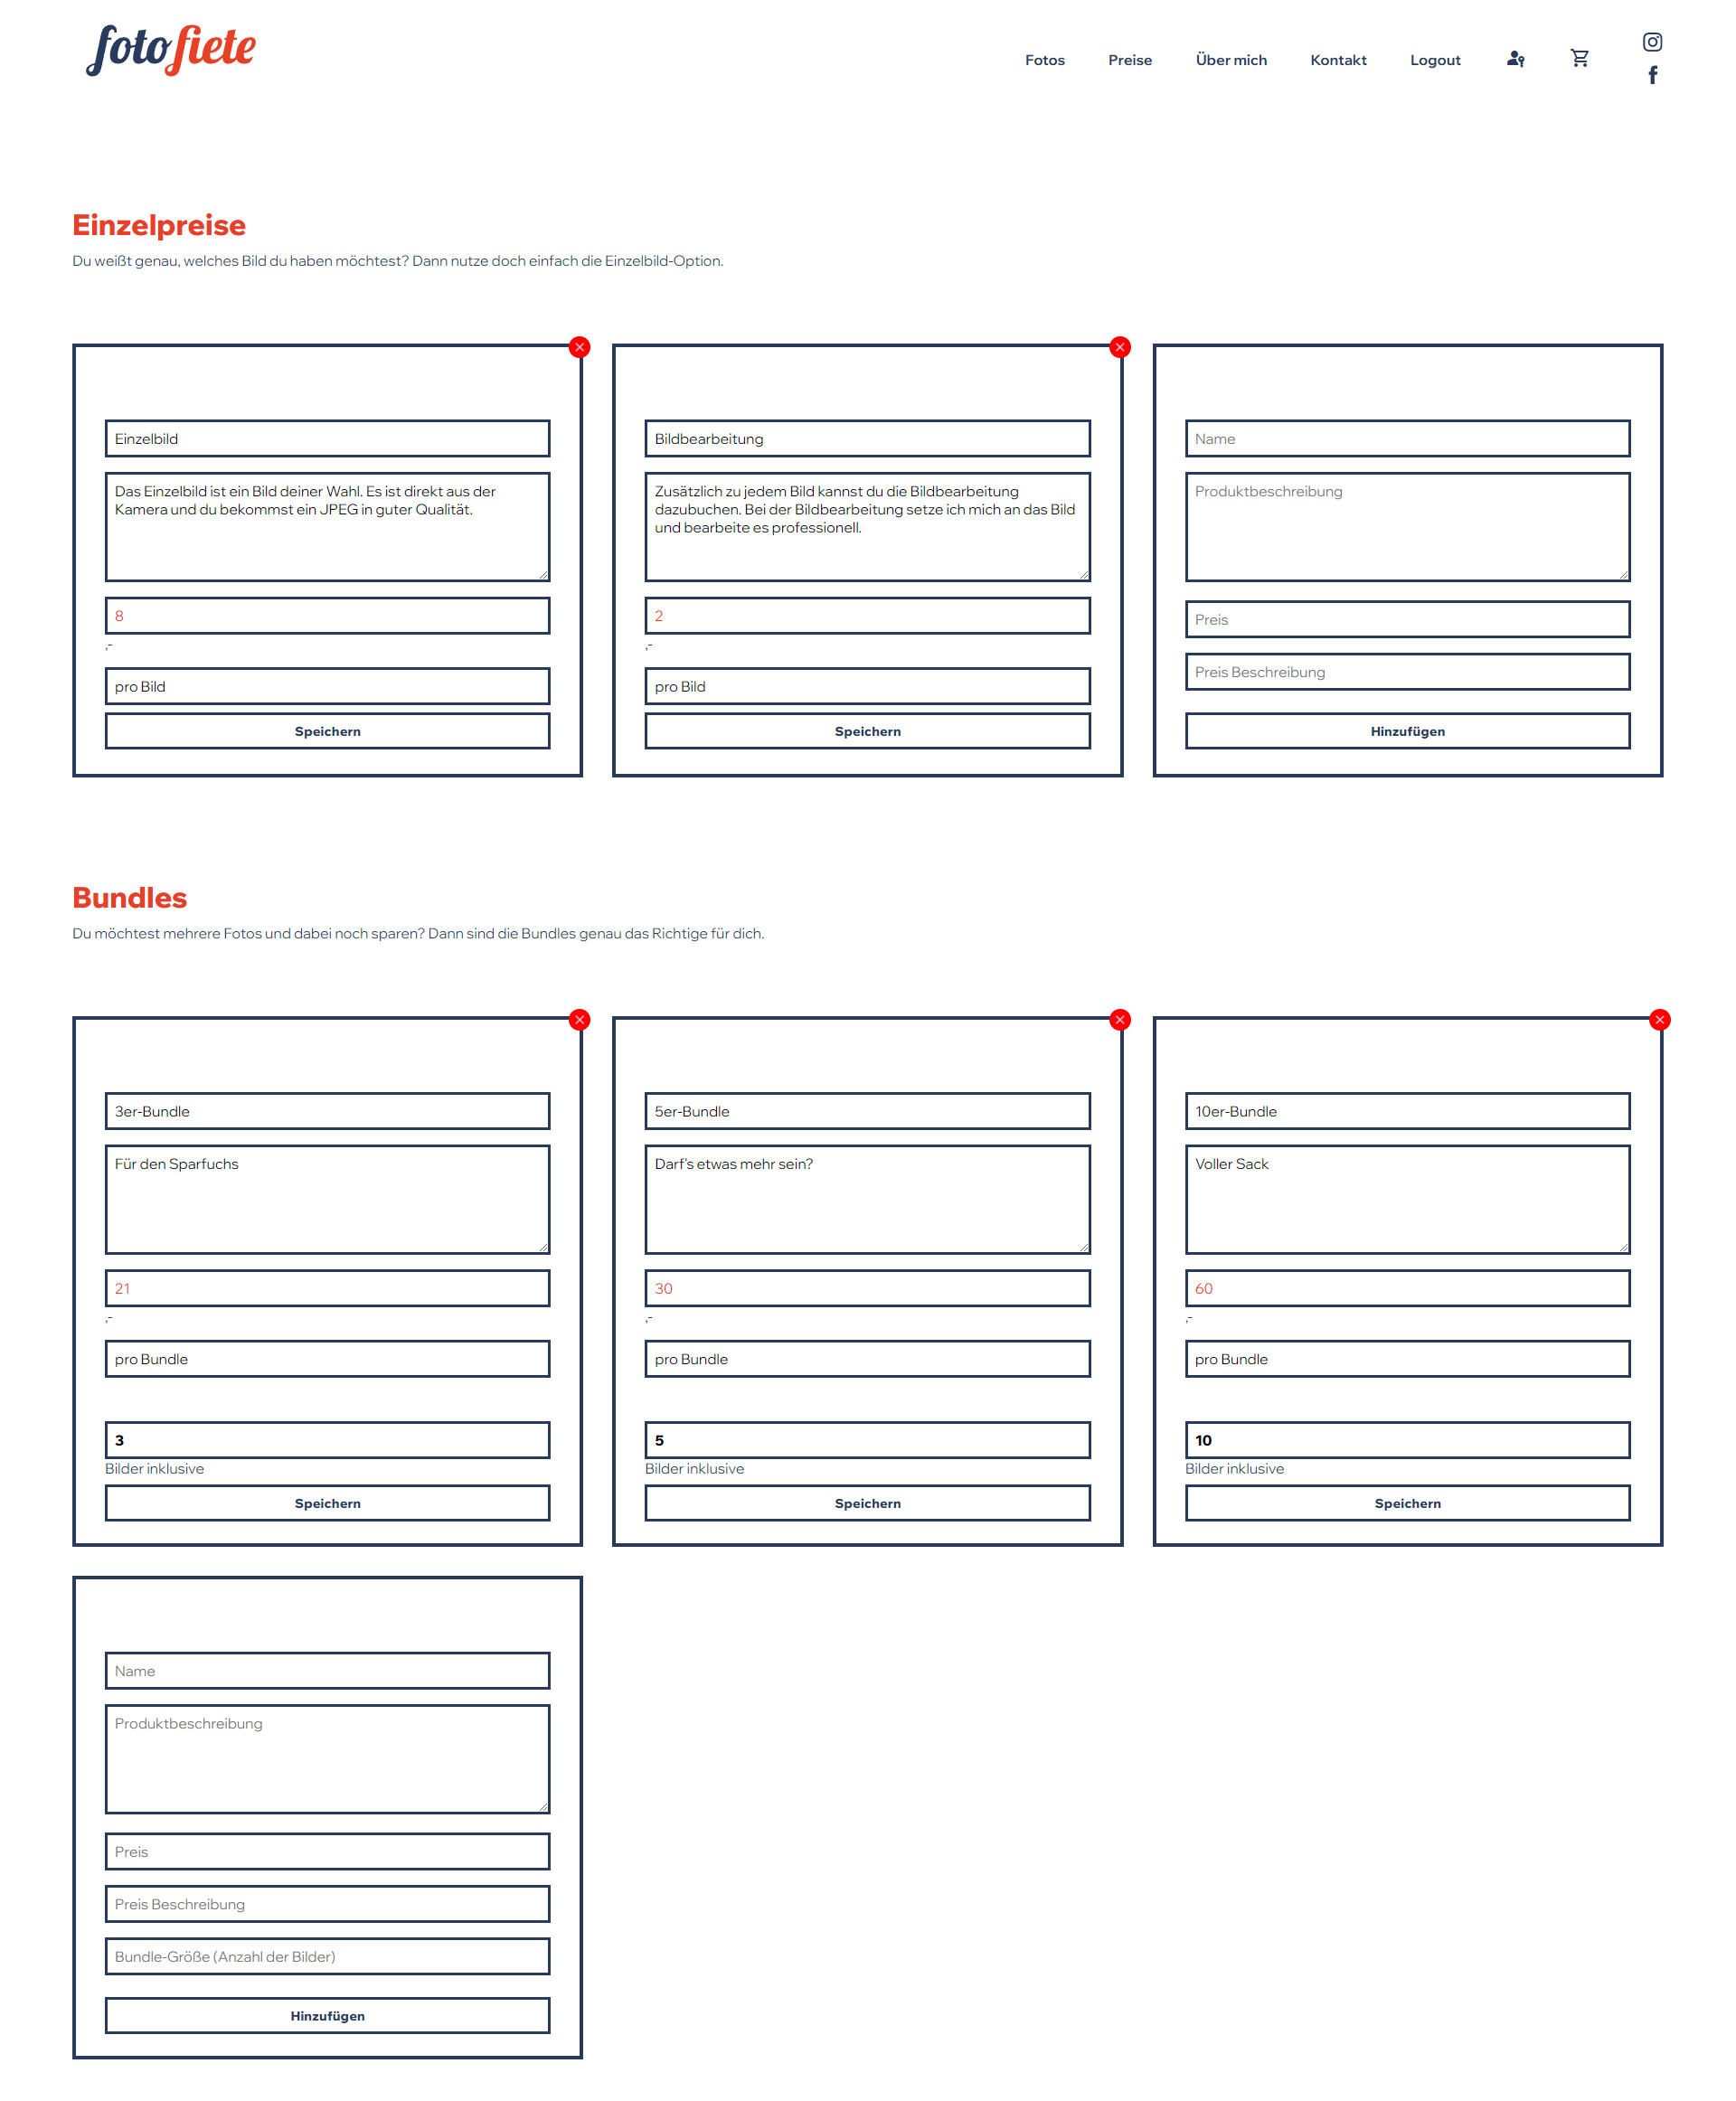 fotofiete
Fotos
Preise
Über mich
Kontakt
Logout
Einzelpreise
Du weißt genau, welches Bild du haben möchtest? Dann nutze doch einfach die Einzelbild-Option.
Einzelbild
Das Einzelbild ist ein Bild deiner Wahl. Es ist direkt aus der
Kamera und du bekommst ein JPEG in guter Qualität.
8
,-
pro Bild
Speichern
Bildbearbeitung
Zusätzlich zu jedem Bild kannst du die Bildbearbeitung
dazubuchen. Bei der Bildbearbeitung setze ich mich an das Bild
und bearbeite es professionell.
2
,-
pro Bild
Speichern
Name
Produktbeschreibung
Preis
Preis Beschreibung
Hinzufügen
Bundles
Du möchtest mehrere Fotos und dabei noch sparen? Dann sind die Bundles genau das Richtige für dich.
3er-Bundle
Für den Sparfuchs
21
,-
pro Bundle
3
Bilder inklusive
Speichern
5er-Bundle
Darf's etwas mehr sein?
30
,-
pro Bundle
5
Bilder inklusive
Speichern
10er-Bundle
Voller Sack
60
,-
pro Bundle
10
Bilder inklusive
Speichern
Name
Produktbeschreibung
Preis
Preis Beschreibung
Bundle-Größe (Anzahl der Bilder)
Hinzufügen